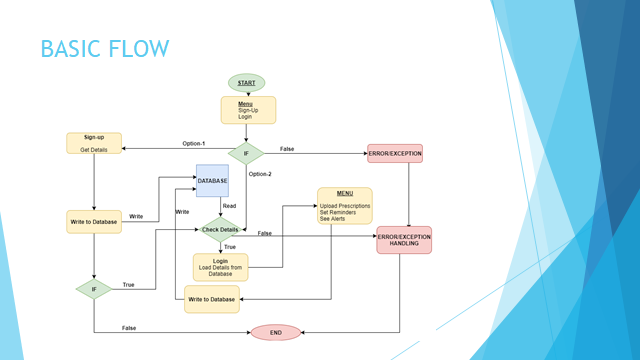 BASIC FLOW
START
Menu
Sign-Up
Login
Sign-up
Get Details
Option-1
IF
False
ERROR/EXCEPTION
Option-2
DATABASE
MENU
Upload Prescriptions
Set Reminders
See Alerts
Read
Write to Database
Write
Write
Check Details
False
ERROR/EXCEPTION
HANDLING
True
Login
Load Details from
Database
IF
True
Write to Database
False
END